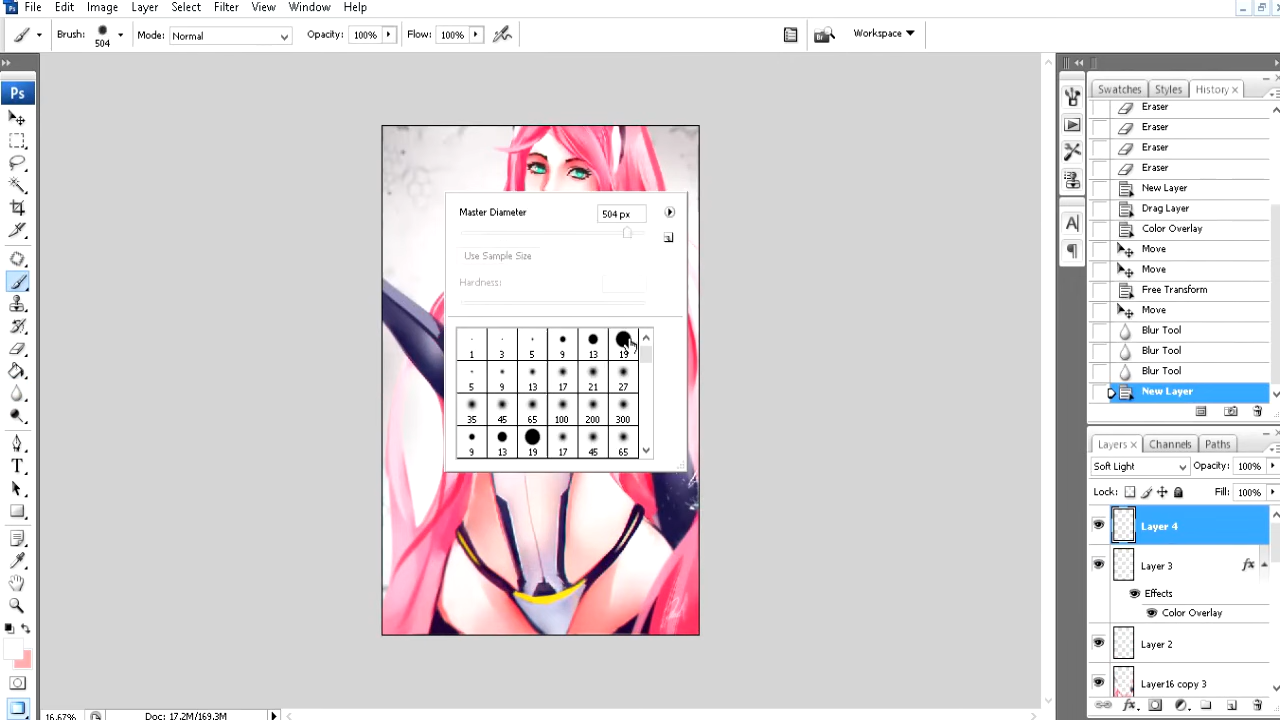 File Edit Image Layer Select Filter View Window Help
Brush: 504 Mode: Normal Opacity: 100% Flow: 100% Workspace
Ps
Swatches Styles History
Eraser
Eraser
Eraser
Eraser
New Layer
Drag Layer
Color Overlay
Move
Move
Free Transform
Move
Blur Tool
Blur Tool
Blur Tool
New Layer
Master Diameter 504 px
Use Sample Size
Hardness:
1 3 5 9 13 19
5 9 13 17 21 27
35 45 65 100 200 300
9 13 19 17 45 65
Layers Channels Paths
Soft Light Opacity: 100%
Lock: Fill: 100%
Layer 4
Layer 3 fx
Effects
Color Overlay
Layer 2
Layer16 copy 3
16.67% Doc: 17.2M/169.3M